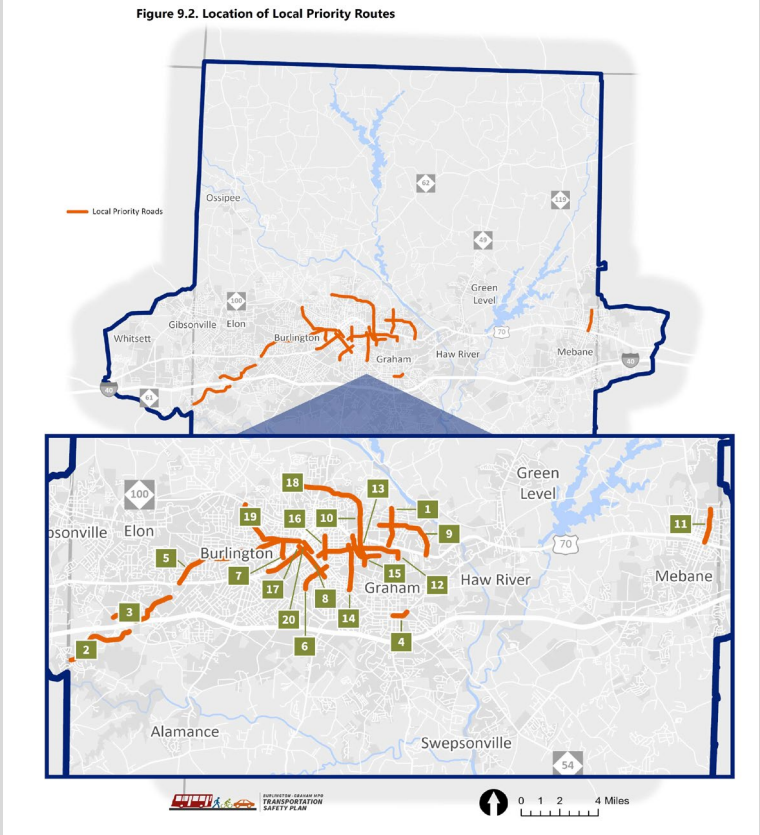 Figure 9.2. Location of Local Priority Routes
62
119
Ossipee
Local Priority Roads
49
Green
Level
100
Gibsonville
Elon
Whitsett
Burlington
70
Haw River
Mebane
Graham
40
40
61
18
13
Green
Level
100
1
19
16
10
11
bsonville
Elon
9
70
5
Burlington
7
15
12
Mebane
17
Graham
Haw River
8
3
20
14
6
4
2
Alamance
Swepsonville
54
BURLINGTON - GRAHAM MPO
TRANSPORTATION
SAFETY PLAN
0 1 2 4 Miles